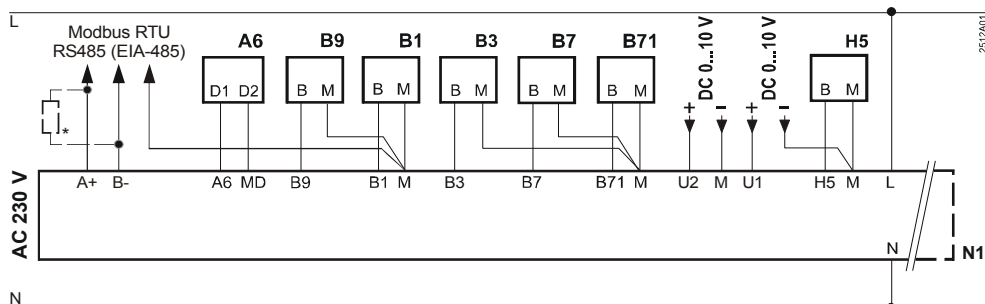 L
Modbus RTU
RS485 (EIA-485)
A6 B9 B1 B3 B7 B71 H5
DC 0...10 V
DC 0...10 V
2512A01
D1 D2 B M B M B M B M B M B M
*
+ – + –
A+ B- A6 MD B9 B1 M B3 B7 B71 M U2 M U1 H5 M L
AC 230 V
N
N1
N